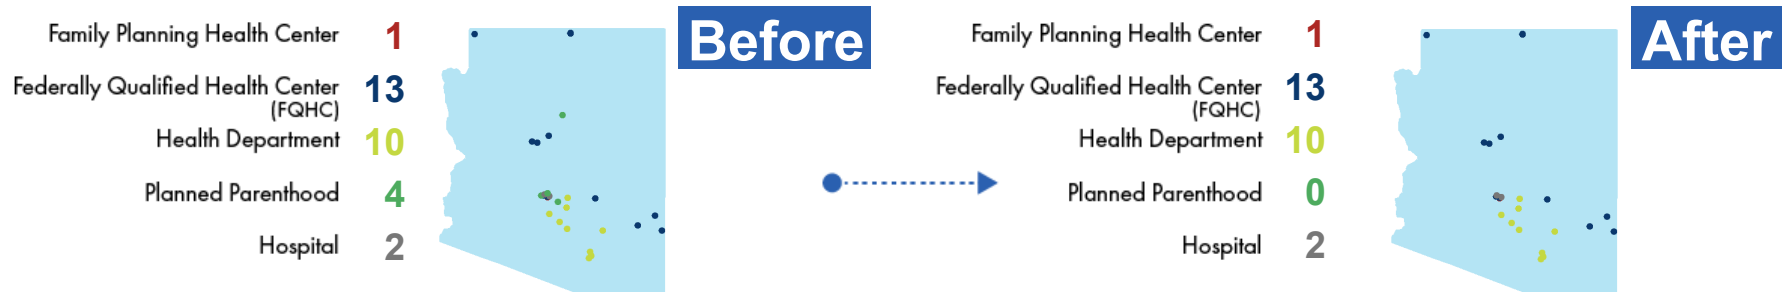 Family Planning Health Center 1
Federally Qualified Health Center 13
(FQHC)
Health Department 10
Planned Parenthood 4
Hospital 2
Before
Family Planning Health Center 1
Federally Qualified Health Center 13
(FQHC)
Health Department 10
Planned Parenthood 0
Hospital 2
After